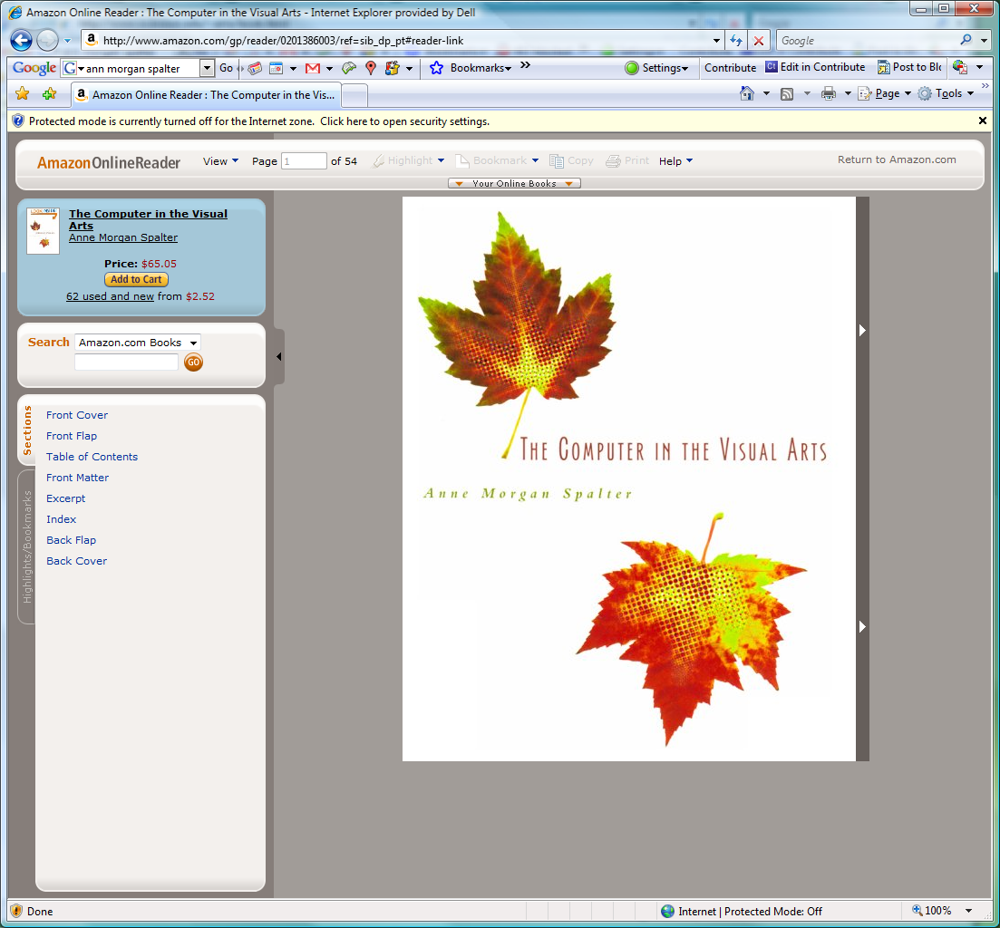 Amazon Online Reader : The Computer in the Visual Arts - Internet Explorer provided by Dell
http://www.amazon.com/gp/reader/0201386003/ref=sib_dp_pt#reader-link
Google
Google G ann morgan spalter Go Bookmarks Settings Contribute Edit in Contribute Post to Blo
Amazon Online Reader : The Computer in the Vis... Page Tools
Protected mode is currently turned off for the Internet zone. Click here to open security settings.
AmazonOnlineReader View Page 1 of 54 Highlight Bookmark Copy Print Help Return to Amazon.com
Your Online Books
The Computer in the Visual
Arts
Anne Morgan Spalter
Price: $65.05
Add to Cart
62 used and new from $2.52
Search Amazon.com Books
GO
Sections
Front Cover
Front Flap
Table of Contents
Front Matter
Excerpt
Index
Back Flap
Back Cover
Highlights/Bookmarks
The Computer in the Visual Arts
Anne Morgan Spalter
Done Internet | Protected Mode: Off 100%